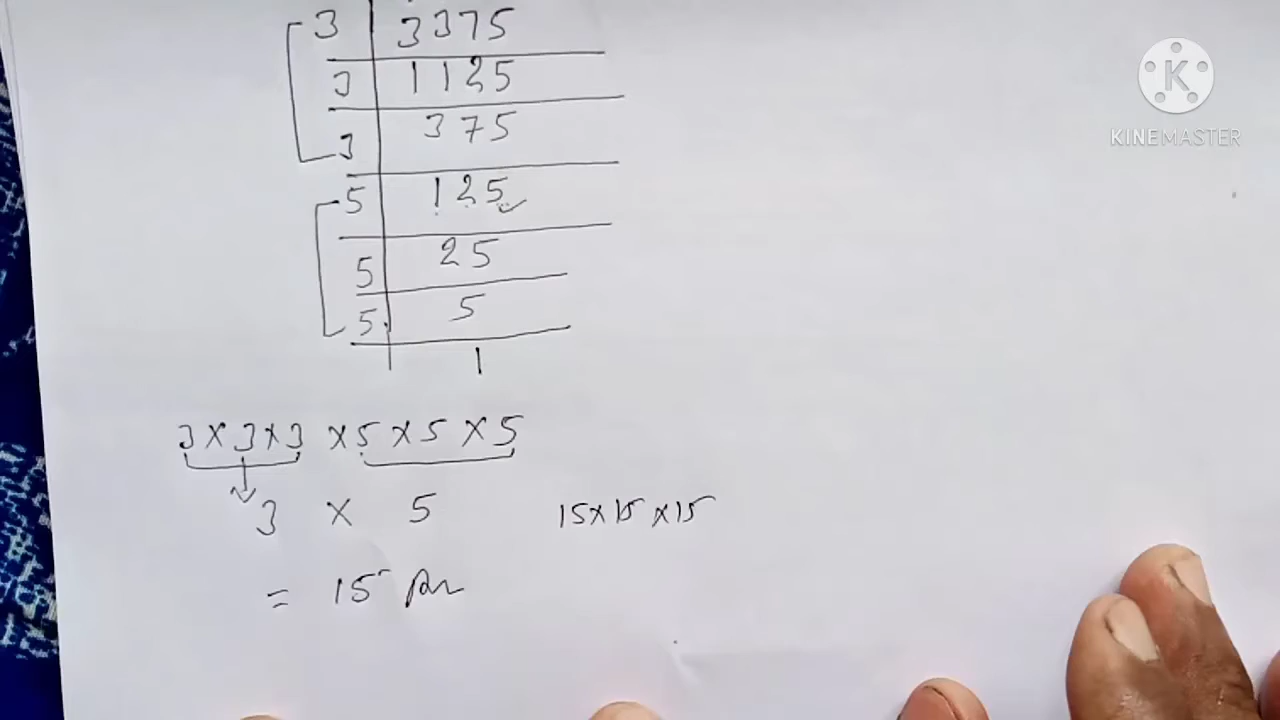 3 3375
3 1125
3 375
5 125
5 25
5 5
1
3 × 3 × 3 × 5 × 5 × 5
3 × 5
15 × 15 × 15
= 15
K
KINEMASTER